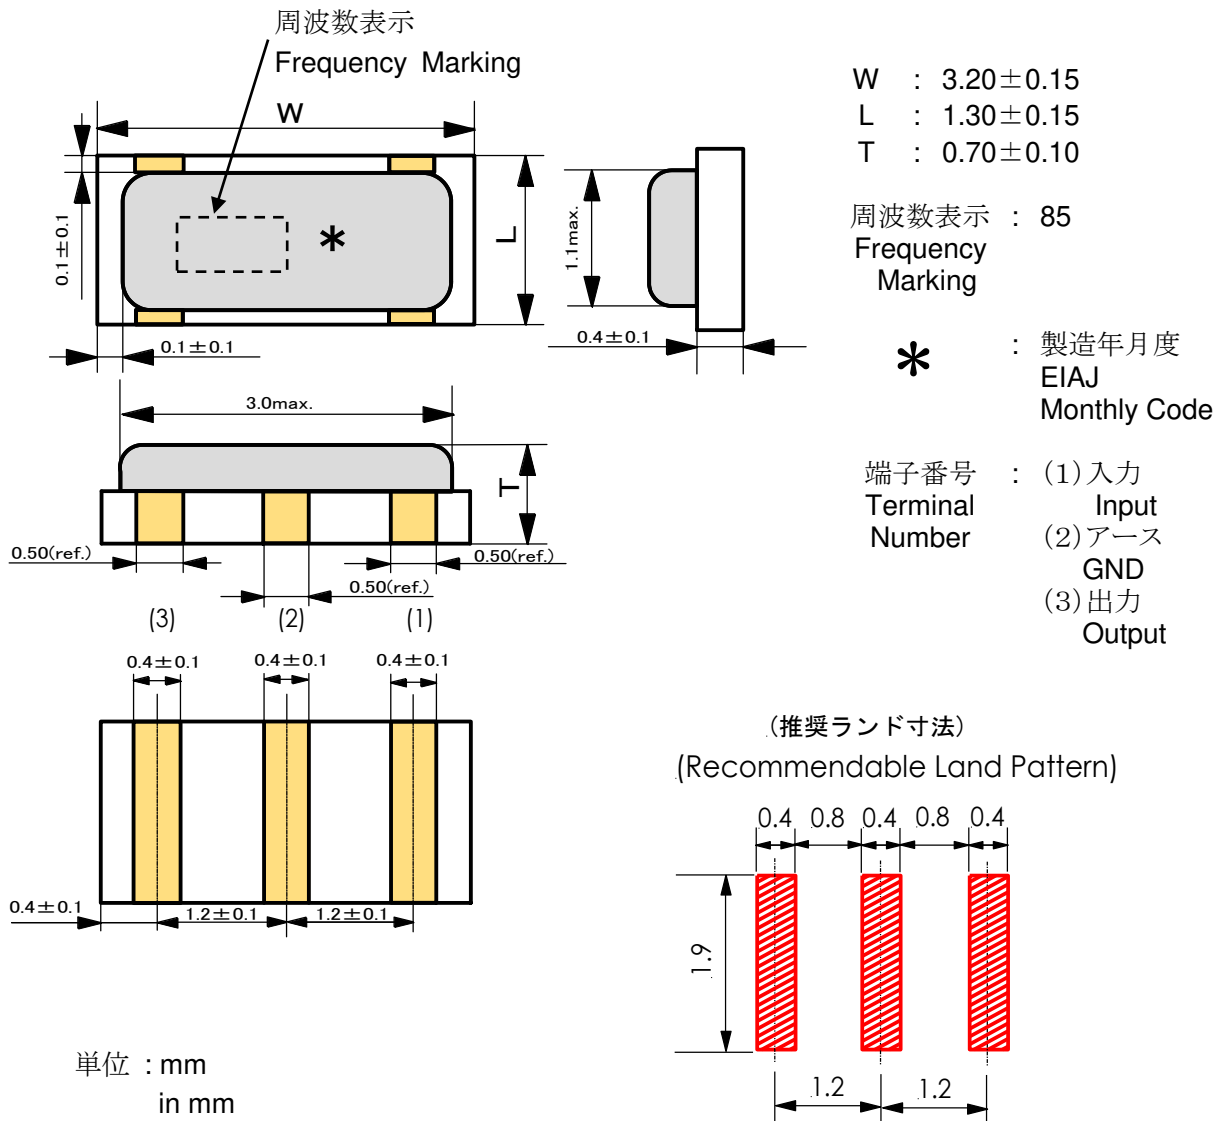 周波数表示
Frequency Marking
W
0.1±0.1
*
L
0.1±0.1
1.1max.
0.4±0.1
W : 3.20±0.15
L : 1.30±0.15
T : 0.70±0.10
周波数表示 : 85
Frequency
Marking
* : 製造年月度
EIAJ
Monthly Code
端子番号 : (1)入力
Terminal Input
Number (2)アース
GND
(3)出力
Output
3.0max.
T
0.50(ref.)
0.50(ref.)
0.50(ref.)
(3) (2) (1)
0.4±0.1 0.4±0.1 0.4±0.1
0.4±0.1 1.2±0.1 1.2±0.1
(推奨ランド寸法)
(Recommendable Land Pattern)
0.4 0.8 0.4 0.8 0.4
1.9
1.2 1.2
単位 : mm
in mm